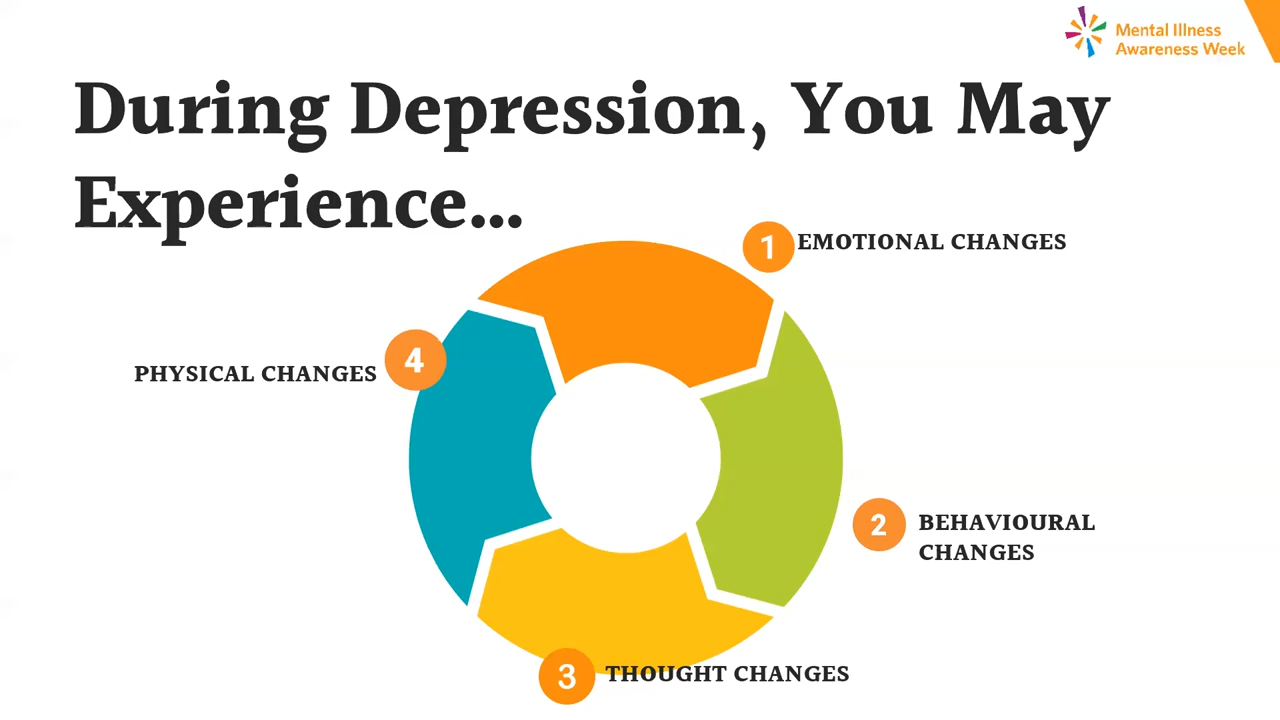 Mental Illness
Awareness Week
During Depression, You May
Experience...
1
EMOTIONAL CHANGES
2
BEHAVIOURAL
CHANGES
3
THOUGHT CHANGES
4
PHYSICAL CHANGES